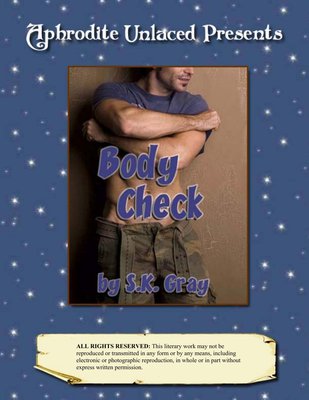 Aphrodite Unlaced Presents
Body
Check
by S.K. Gray
ALL RIGHTS RESERVED: This literary work may not be
reproduced or transmitted in any form or by any means, including
electronic or photographic reproduction, in whole or in part without
express written permission.